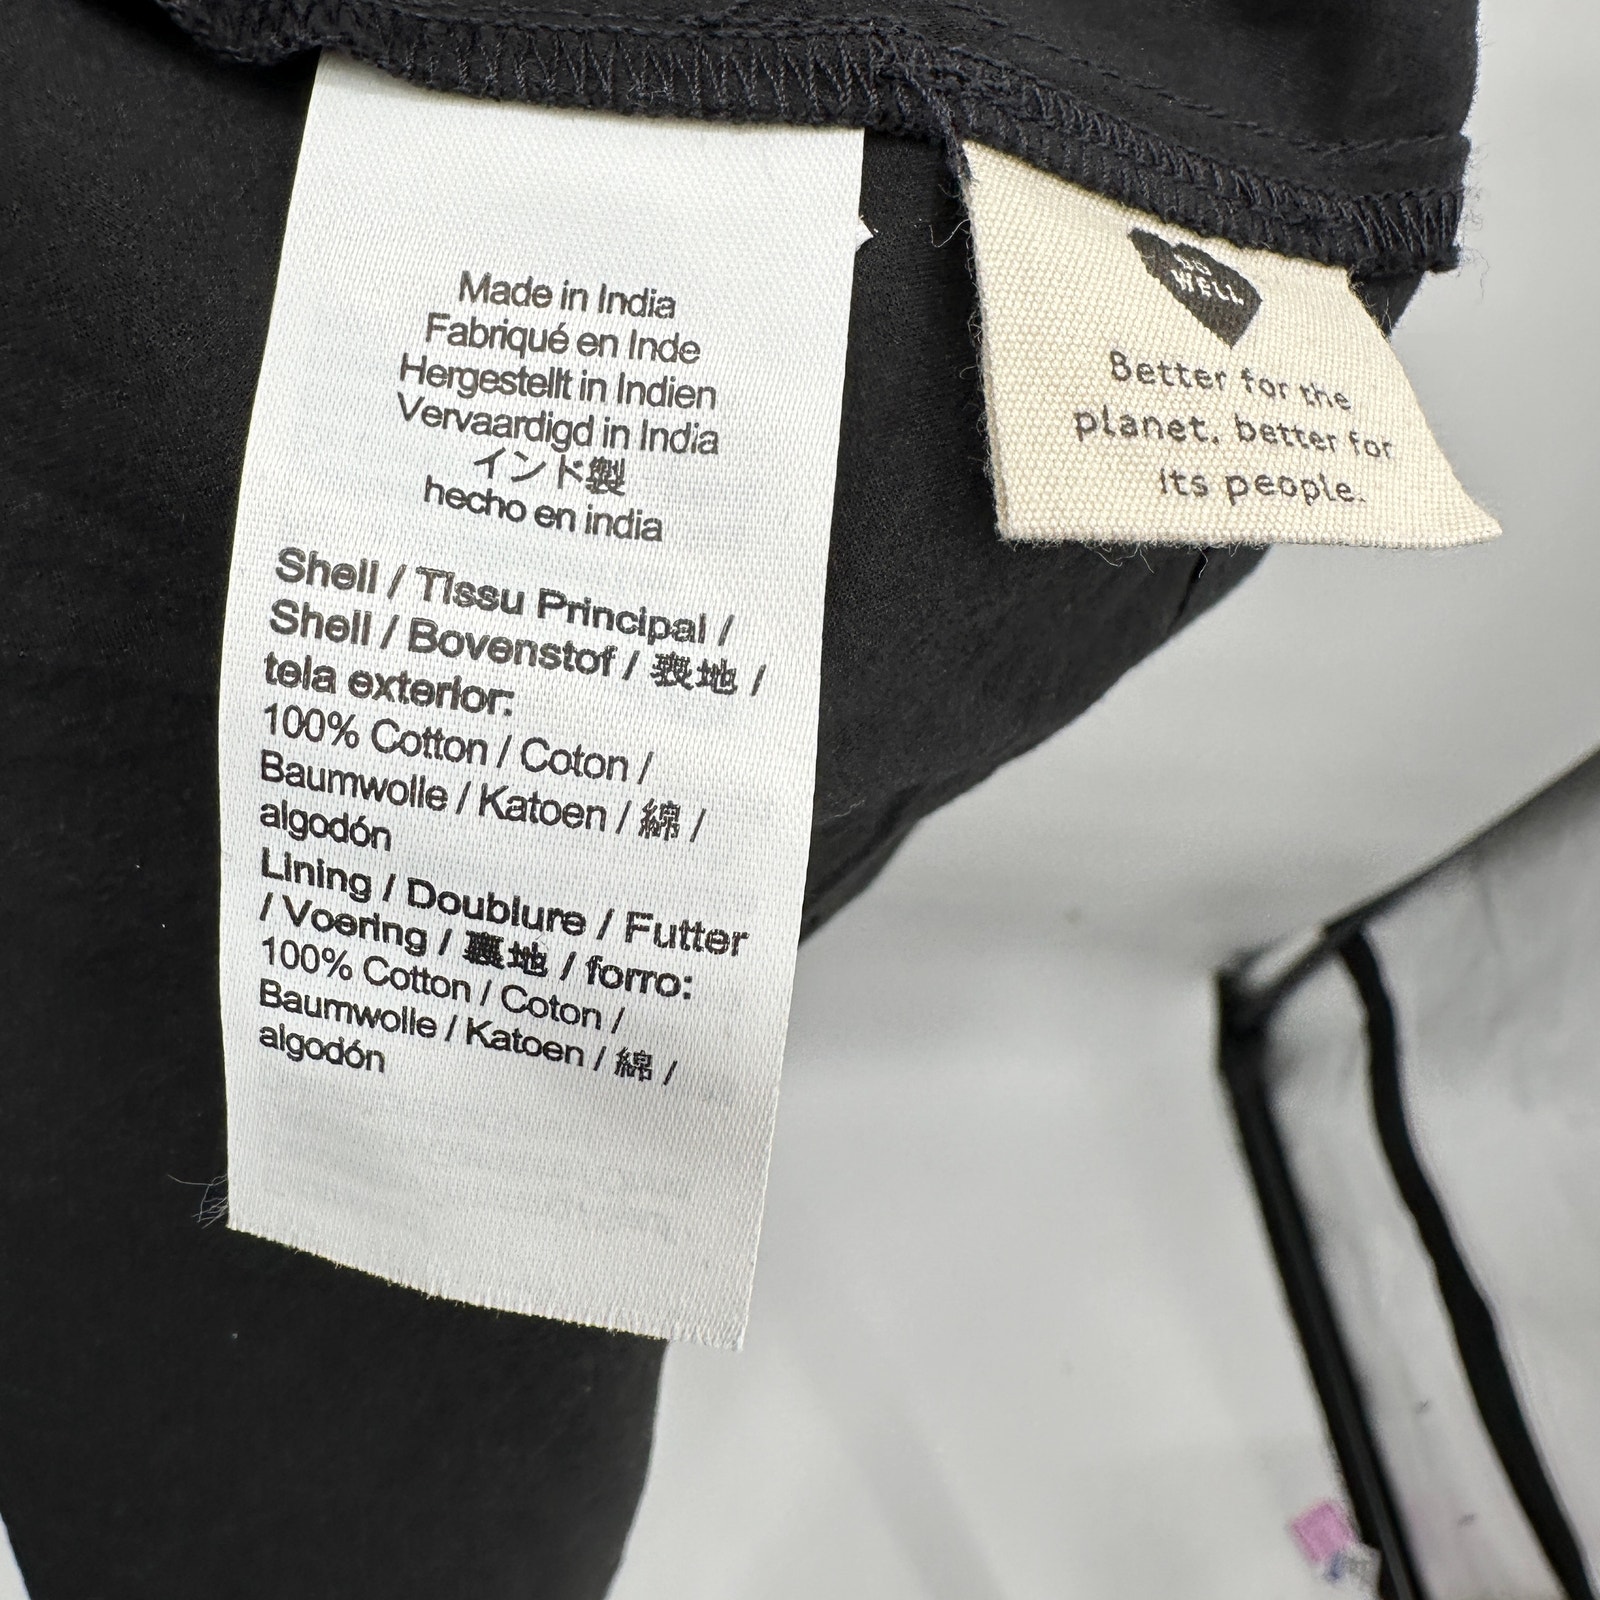 Made in India
Fabriqué en Inde
Hergestellt in Indien
Vervaardigd in India
インド製
hecho en india
Shell / Tissu Principal /
Shell / Bovenstof / 表地 /
tela exterior:
100% Cotton / Coton /
Baumwolle / Katoen / 綿 /
algodón
Lining / Doublure / Futter
/ Voering / 裏地 / forro:
100% Cotton / Coton /
Baumwolle / Katoen / 綿 /
algodón
DO
WELL
Better for the
planet, better for
its people.